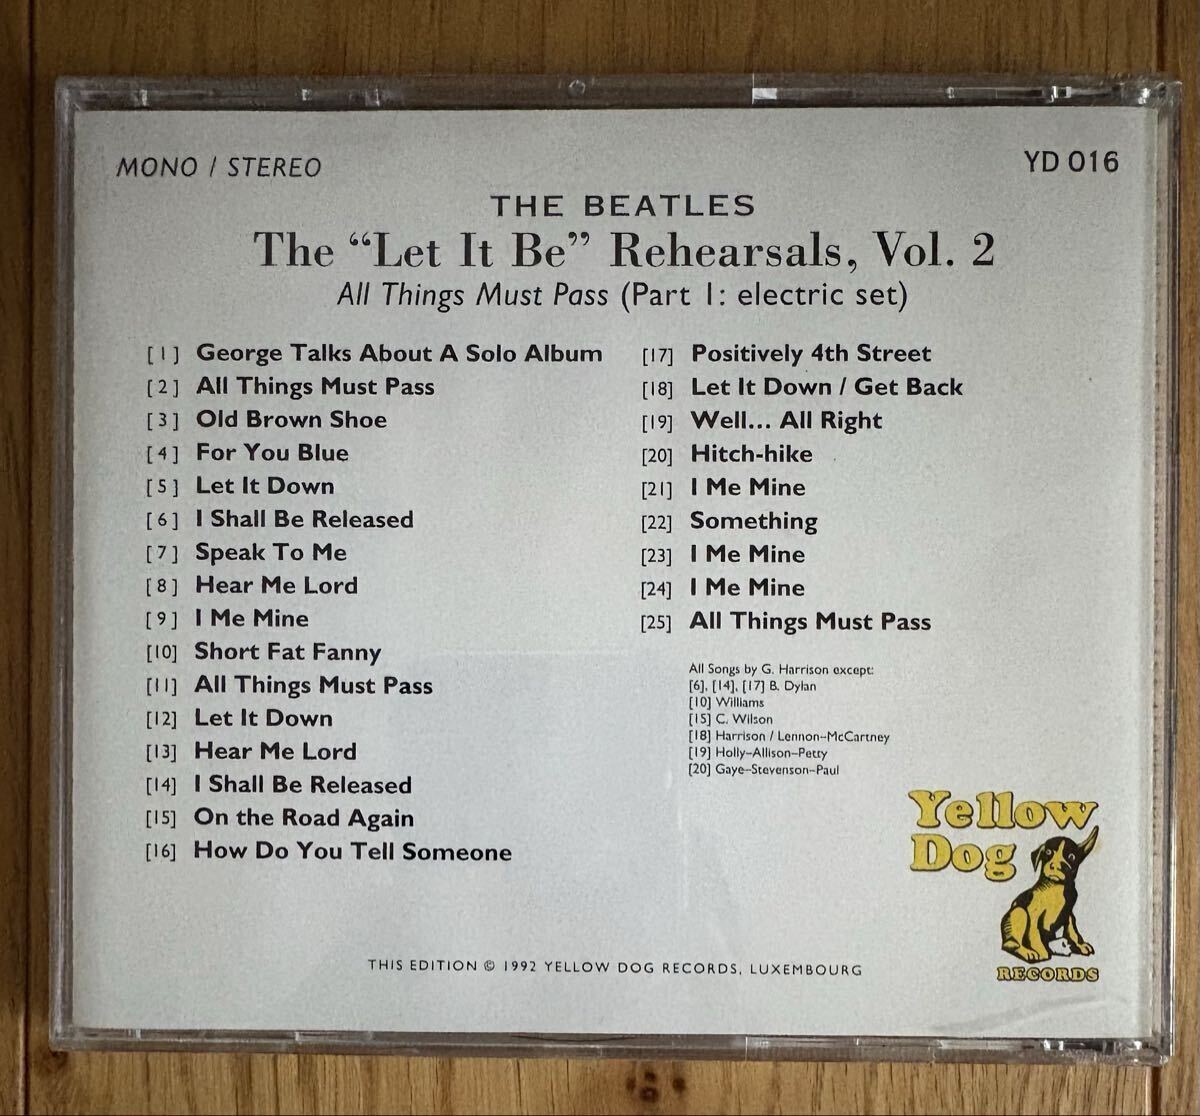 MONO / STEREO
YD 016
THE BEATLES
The “Let It Be” Rehearsals, Vol. 2
All Things Must Pass (Part 1: electric set)
[1] George Talks About A Solo Album
[2] All Things Must Pass
[3] Old Brown Shoe
[4] For You Blue
[5] Let It Down
[6] I Shall Be Released
[7] Speak To Me
[8] Hear Me Lord
[9] I Me Mine
[10] Short Fat Fanny
[11] All Things Must Pass
[12] Let It Down
[13] Hear Me Lord
[14] I Shall Be Released
[15] On the Road Again
[16] How Do You Tell Someone
[17] Positively 4th Street
[18] Let It Down / Get Back
[19] Well... All Right
[20] Hitch-hike
[21] I Me Mine
[22] Something
[23] I Me Mine
[24] I Me Mine
[25] All Things Must Pass
All Songs by G. Harrison except:
[6], [14], [17] B. Dylan
[10] Williams
[15] C. Wilson
[18] Harrison / Lennon–McCartney
[19] Holly–Allison–Petty
[20] Gaye–Stevenson–Paul
Yellow
Dog
RECORDS
THIS EDITION © 1992 YELLOW DOG RECORDS, LUXEMBOURG